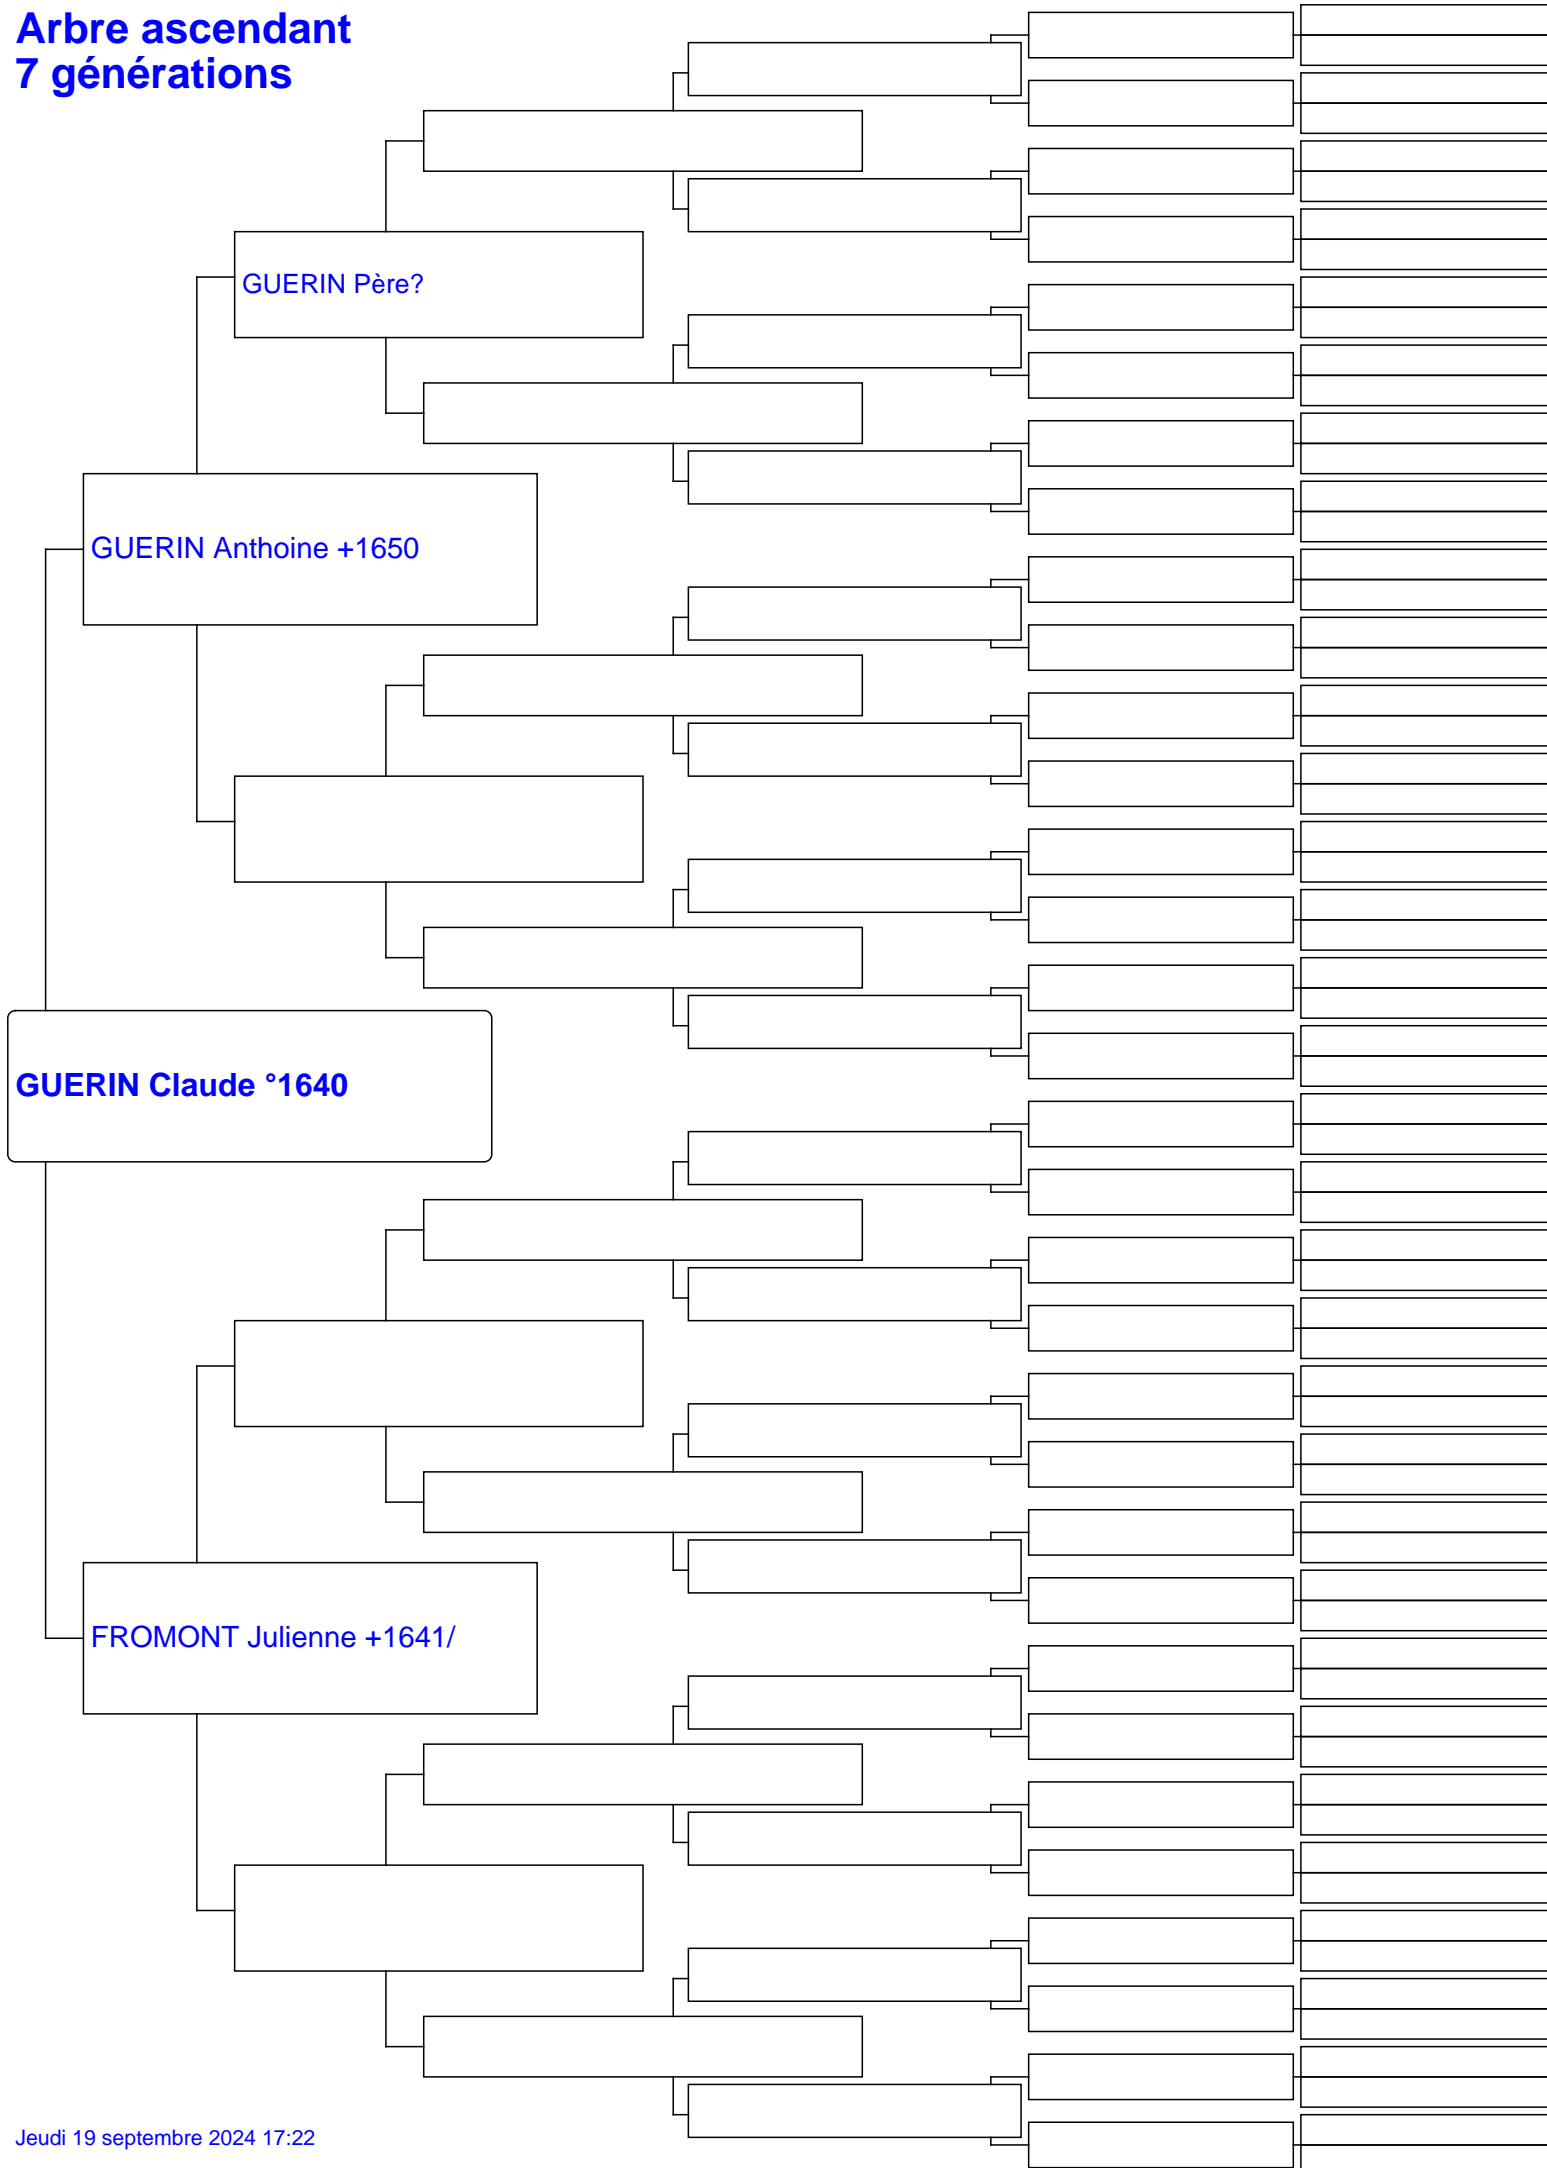 Arbre ascendant
7 générations
GUERIN Père?
GUERIN Anthoine +1650
GUERIN Claude °1640
FROMONT Julienne +1641/
Jeudi 19 septembre 2024 17:22